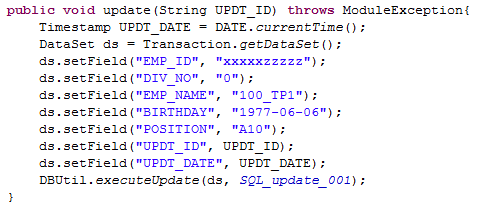 public void update(String UPDT_ID) throws ModuleException{
    Timestamp UPDT_DATE = DATE.currentTime();
    DataSet ds = Transaction.getDataSet();
    ds.setField("EMP_ID", "xxxxxzzzzz");
    ds.setField("DIV_NO", "0");
    ds.setField("EMP_NAME", "100_TP1");
    ds.setField("BIRTHDAY", "1977-06-06");
    ds.setField("POSITION", "A10");
    ds.setField("UPDT_ID", UPDT_ID);
    ds.setField("UPDT_DATE", UPDT_DATE);
    DBUtil.executeUpdate(ds, SQL_update_001);
}